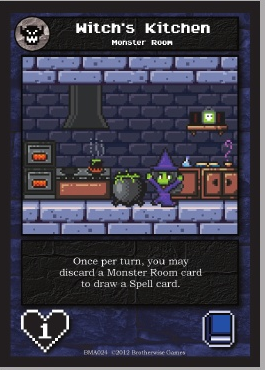 Witch's Kitchen
Monster Room
Once per turn, you may
discard a Monster Room card
to draw a Spell card.
1
BMA024 ©2012 Brotherwise Games